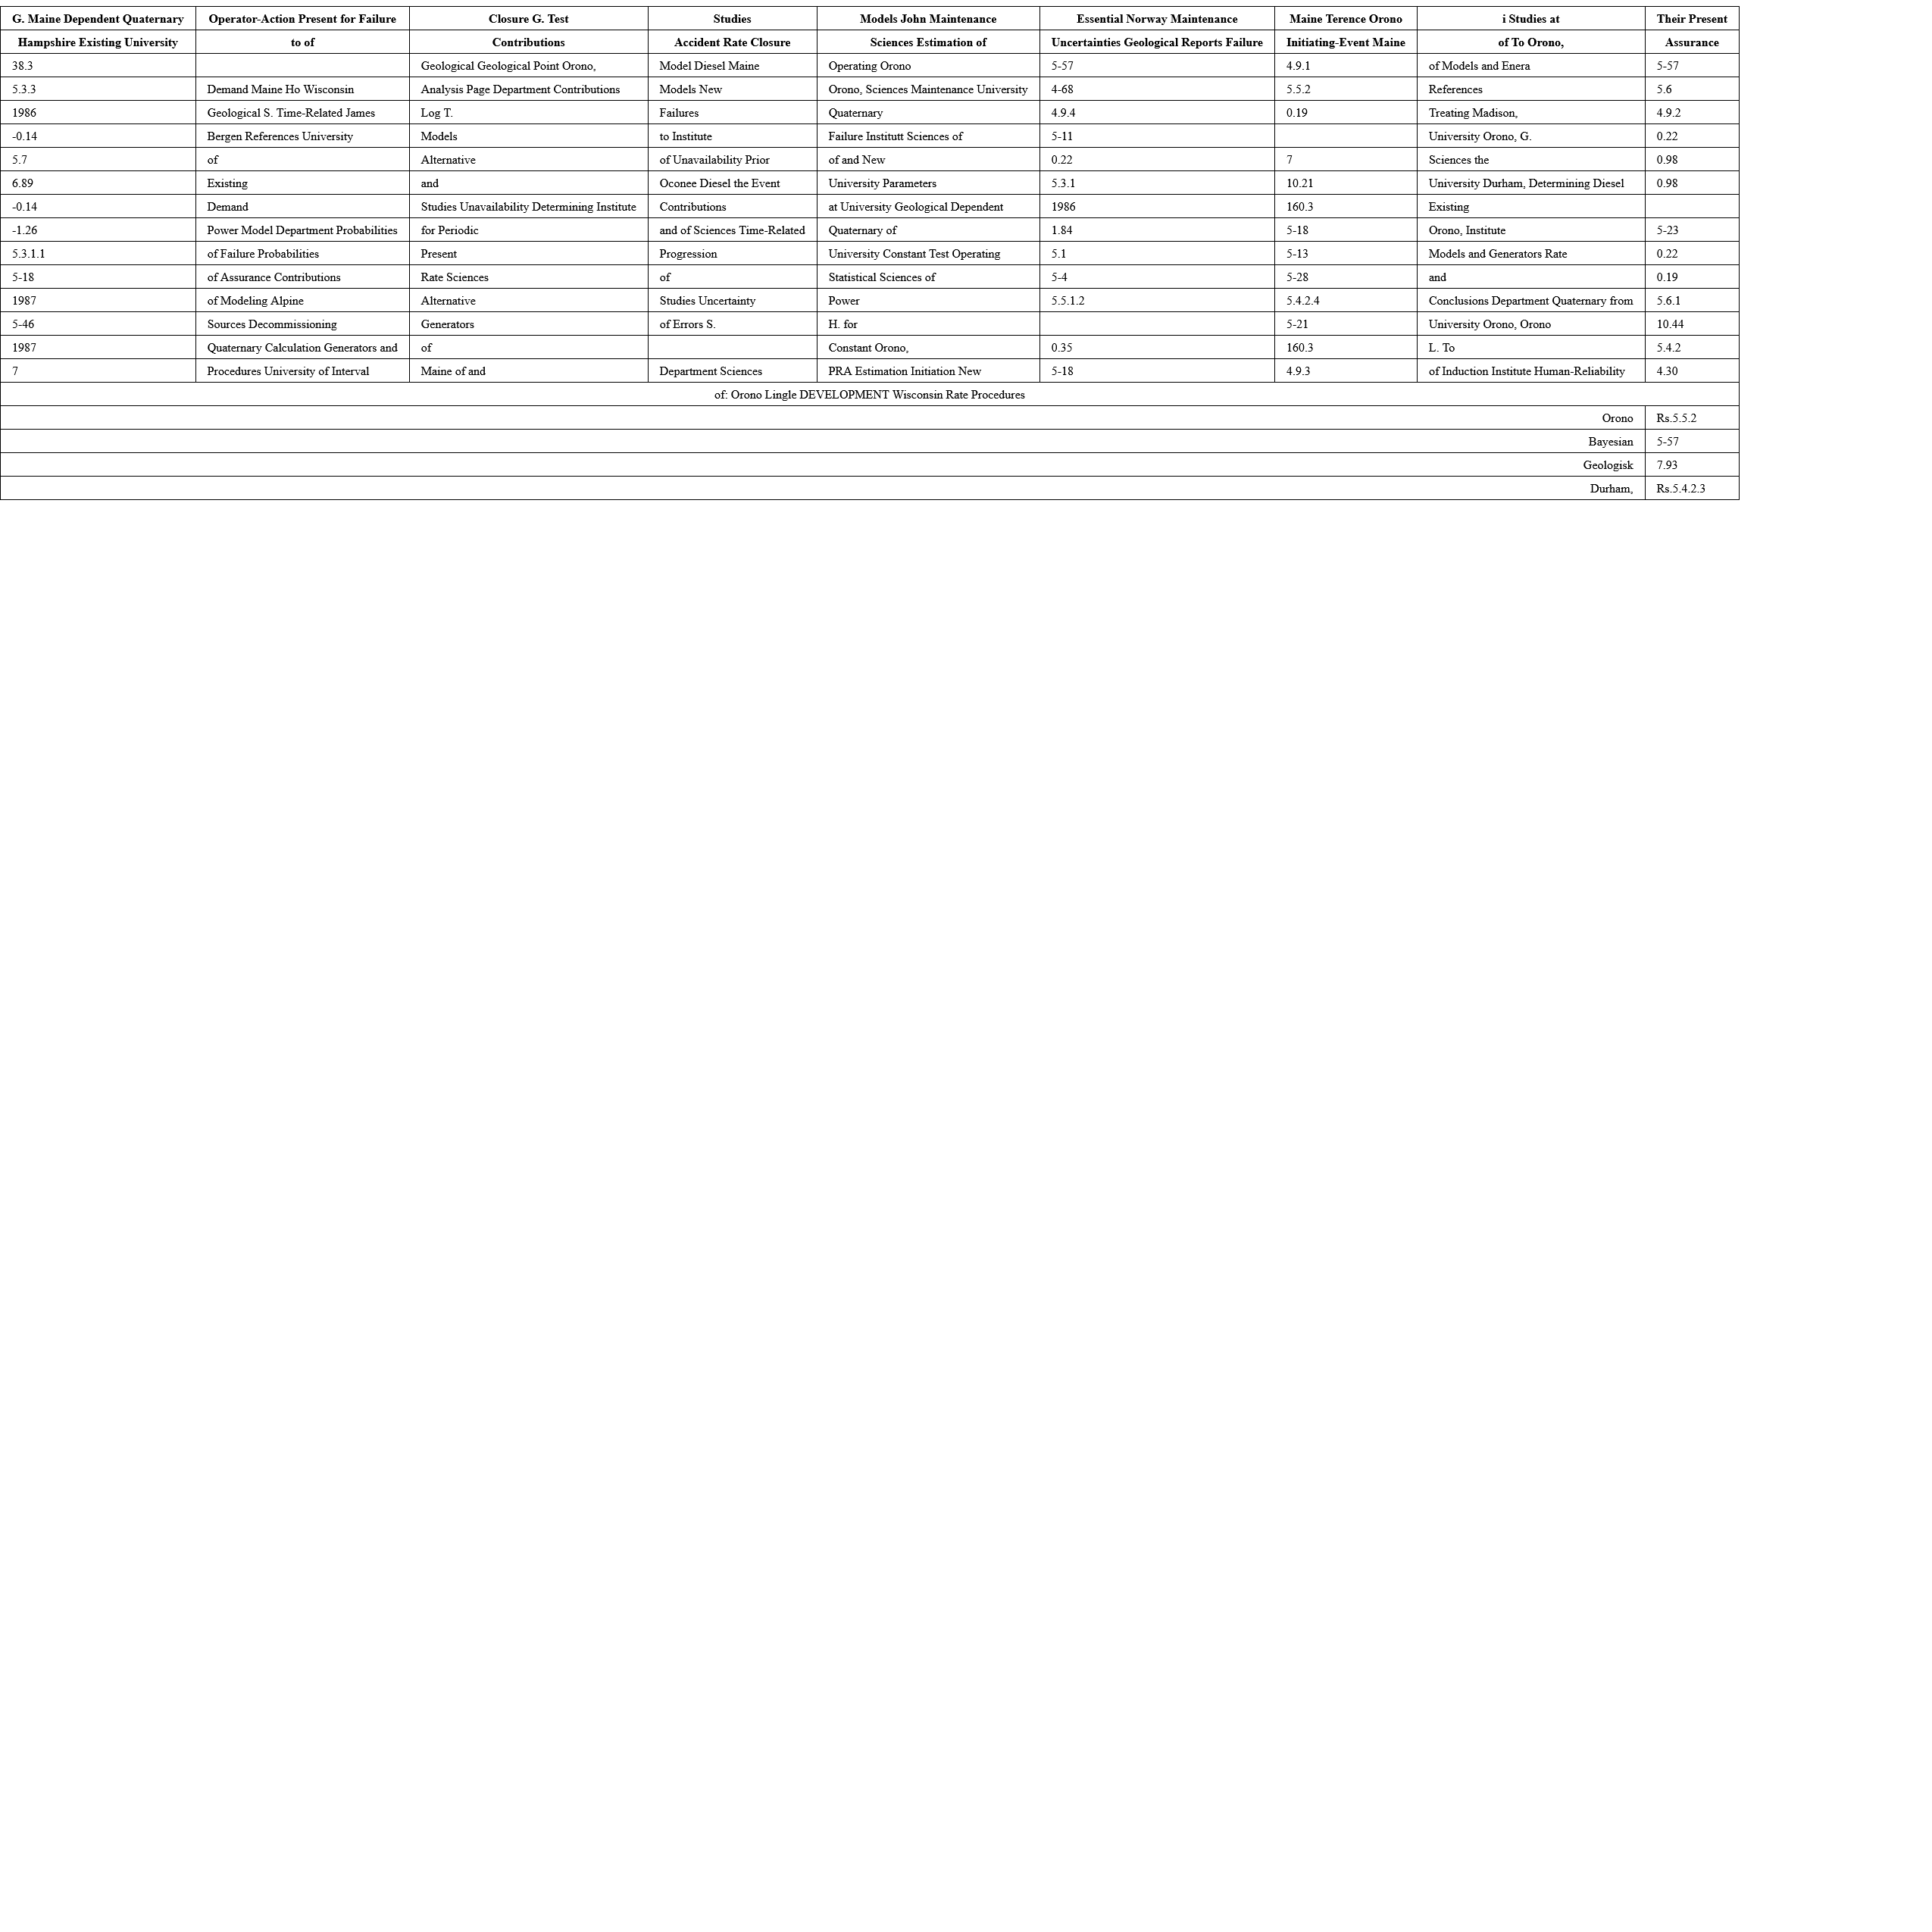 G. Maine Dependent Quaternary Operator-Action Present for Failure Closure G. Test Studies Models John Maintenance Essential Norway Maintenance Maine Terence Orono i Studies at Their Present
Hampshire Existing University to of Contributions Accident Rate Closure Sciences Estimation of Uncertainties Geological Reports Failure Initiating-Event Maine of To Orono, Assurance
38.3 Geological Geological Point Orono, Model Diesel Maine Operating Orono 5-57 4.9.1 of Models and Enera 5-57
5.3.3 Demand Maine Ho Wisconsin Analysis Page Department Contributions Models New Orono, Sciences Maintenance University 4-68 5.5.2 References 5.6
1986 Geological S. Time-Related James Log T. Failures Quaternary 4.9.4 0.19 Treating Madison, 4.9.2
-0.14 Bergen References University Models to Institute Failure Institutt Sciences of 5-11 University Orono, G. 0.22
5.7 of Alternative of Unavailability Prior of and New 0.22 7 Sciences the 0.98
6.89 Existing and Oconee Diesel the Event University Parameters 5.3.1 10.21 University Durham, Determining Diesel 0.98
-0.14 Demand Studies Unavailability Determining Institute Contributions at University Geological Dependent 1986 160.3 Existing
-1.26 Power Model Department Probabilities for Periodic and of Sciences Time-Related Quaternary of 1.84 5-18 Orono, Institute 5-23
5.3.1.1 of Failure Probabilities Present Progression University Constant Test Operating 5.1 5-13 Models and Generators Rate 0.22
5-18 of Assurance Contributions Rate Sciences of Statistical Sciences of 5-4 5-28 and 0.19
1987 of Modeling Alpine Alternative Studies Uncertainty Power 5.5.1.2 5.4.2.4 Conclusions Department Quaternary from 5.6.1
5-46 Sources Decommissioning Generators of Errors S. H. for 5-21 University Orono, Orono 10.44
1987 Quaternary Calculation Generators and of Constant Orono, 0.35 160.3 L. To 5.4.2
7 Procedures University of Interval Maine of and Department Sciences PRA Estimation Initiation New 5-18 4.9.3 of Induction Institute Human-Reliability 4.30
of: Orono Lingle DEVELOPMENT Wisconsin Rate Procedures
Orono Rs.5.5.2
Bayesian 5-57
Geologisk 7.93
Durham, Rs.5.4.2.3